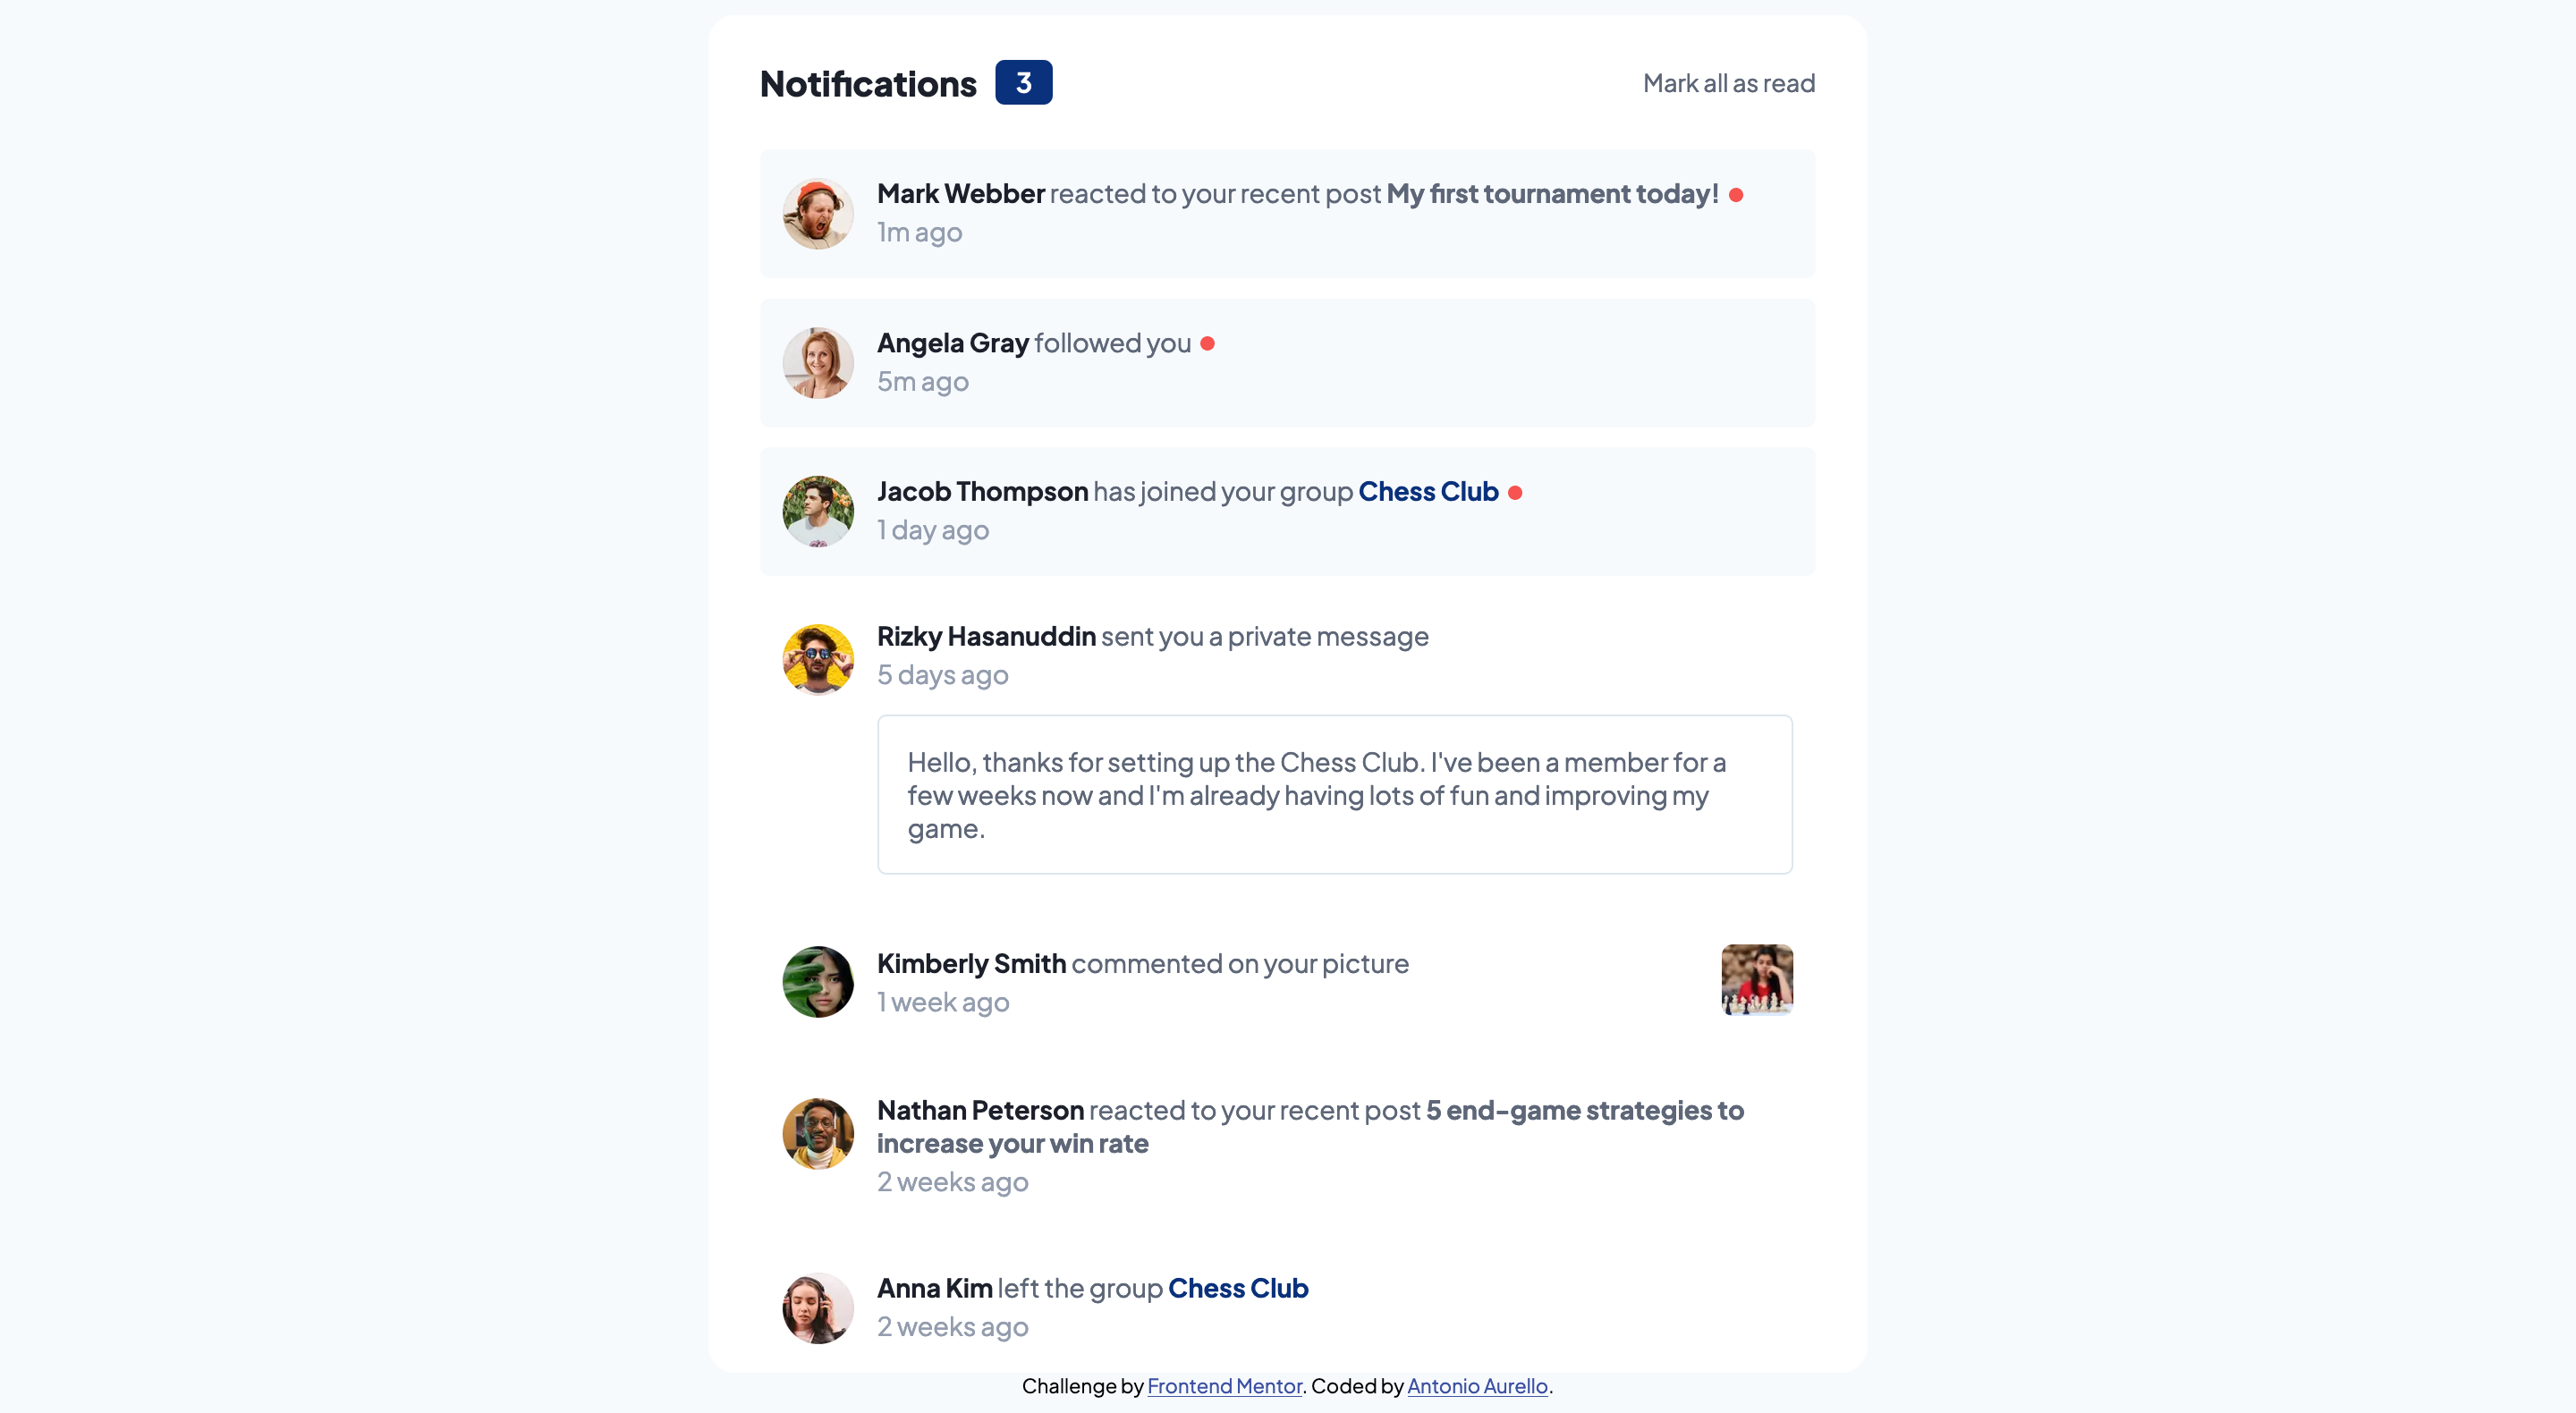 Notifications 3
Mark all as read
Mark Webber reacted to your recent post My first tournament today!
1m ago
Angela Gray followed you
5m ago
Jacob Thompson has joined your group Chess Club
1 day ago
Rizky Hasanuddin sent you a private message
5 days ago
Hello, thanks for setting up the Chess Club. I've been a member for a
few weeks now and I'm already having lots of fun and improving my
game.
Kimberly Smith commented on your picture
1 week ago
Nathan Peterson reacted to your recent post 5 end-game strategies to
increase your win rate
2 weeks ago
Anna Kim left the group Chess Club
2 weeks ago
Challenge by Frontend Mentor. Coded by Antonio Aurello.